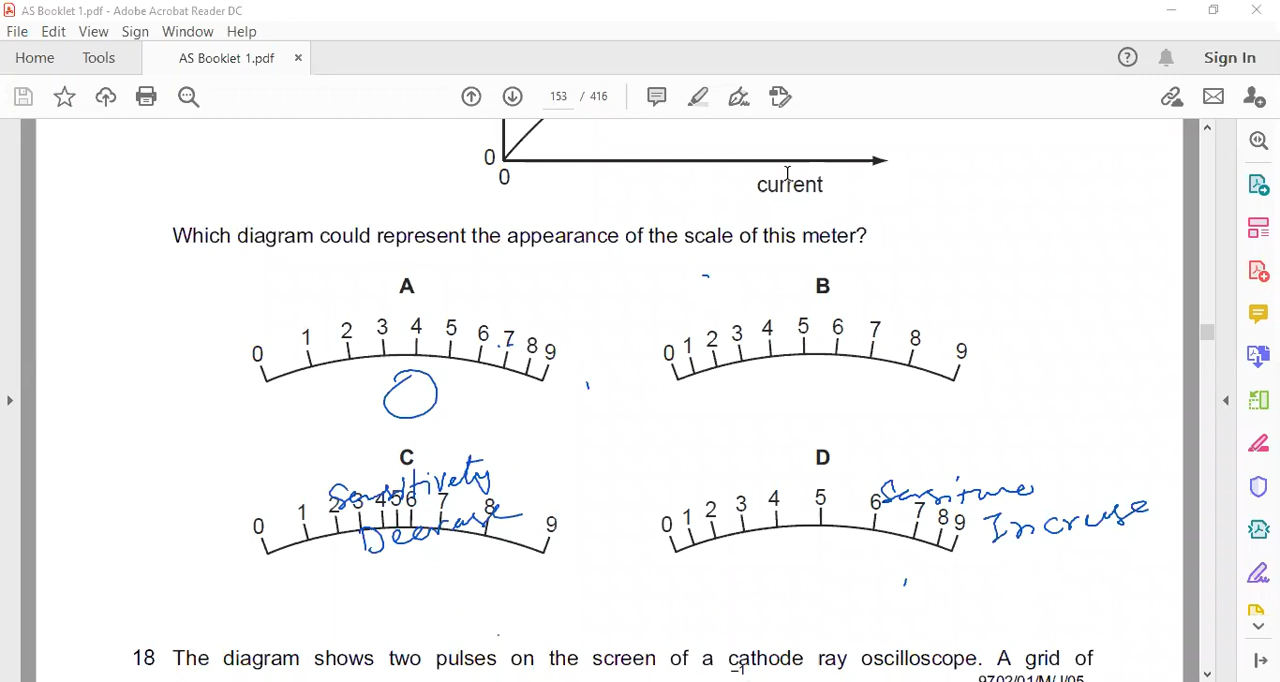 AS Booklet 1.pdf - Adobe Acrobat Reader DC
File Edit View Sign Window Help
Home Tools AS Booklet 1.pdf × Sign In
153 / 416
0
0
current
Which diagram could represent the appearance of the scale of this meter?
A B
0 1 2 3 4 5 6 7 8 9
0 1 2 3 4 5 6 7 8 9
C D
0 1 2 3 4 5 6 7 8 9
0 1 2 3 4 5 6 7 8 9
Decrease
Increase
18 The diagram shows two pulses on the screen of a cathode ray oscilloscope. A grid of
9702/01/M/J/05